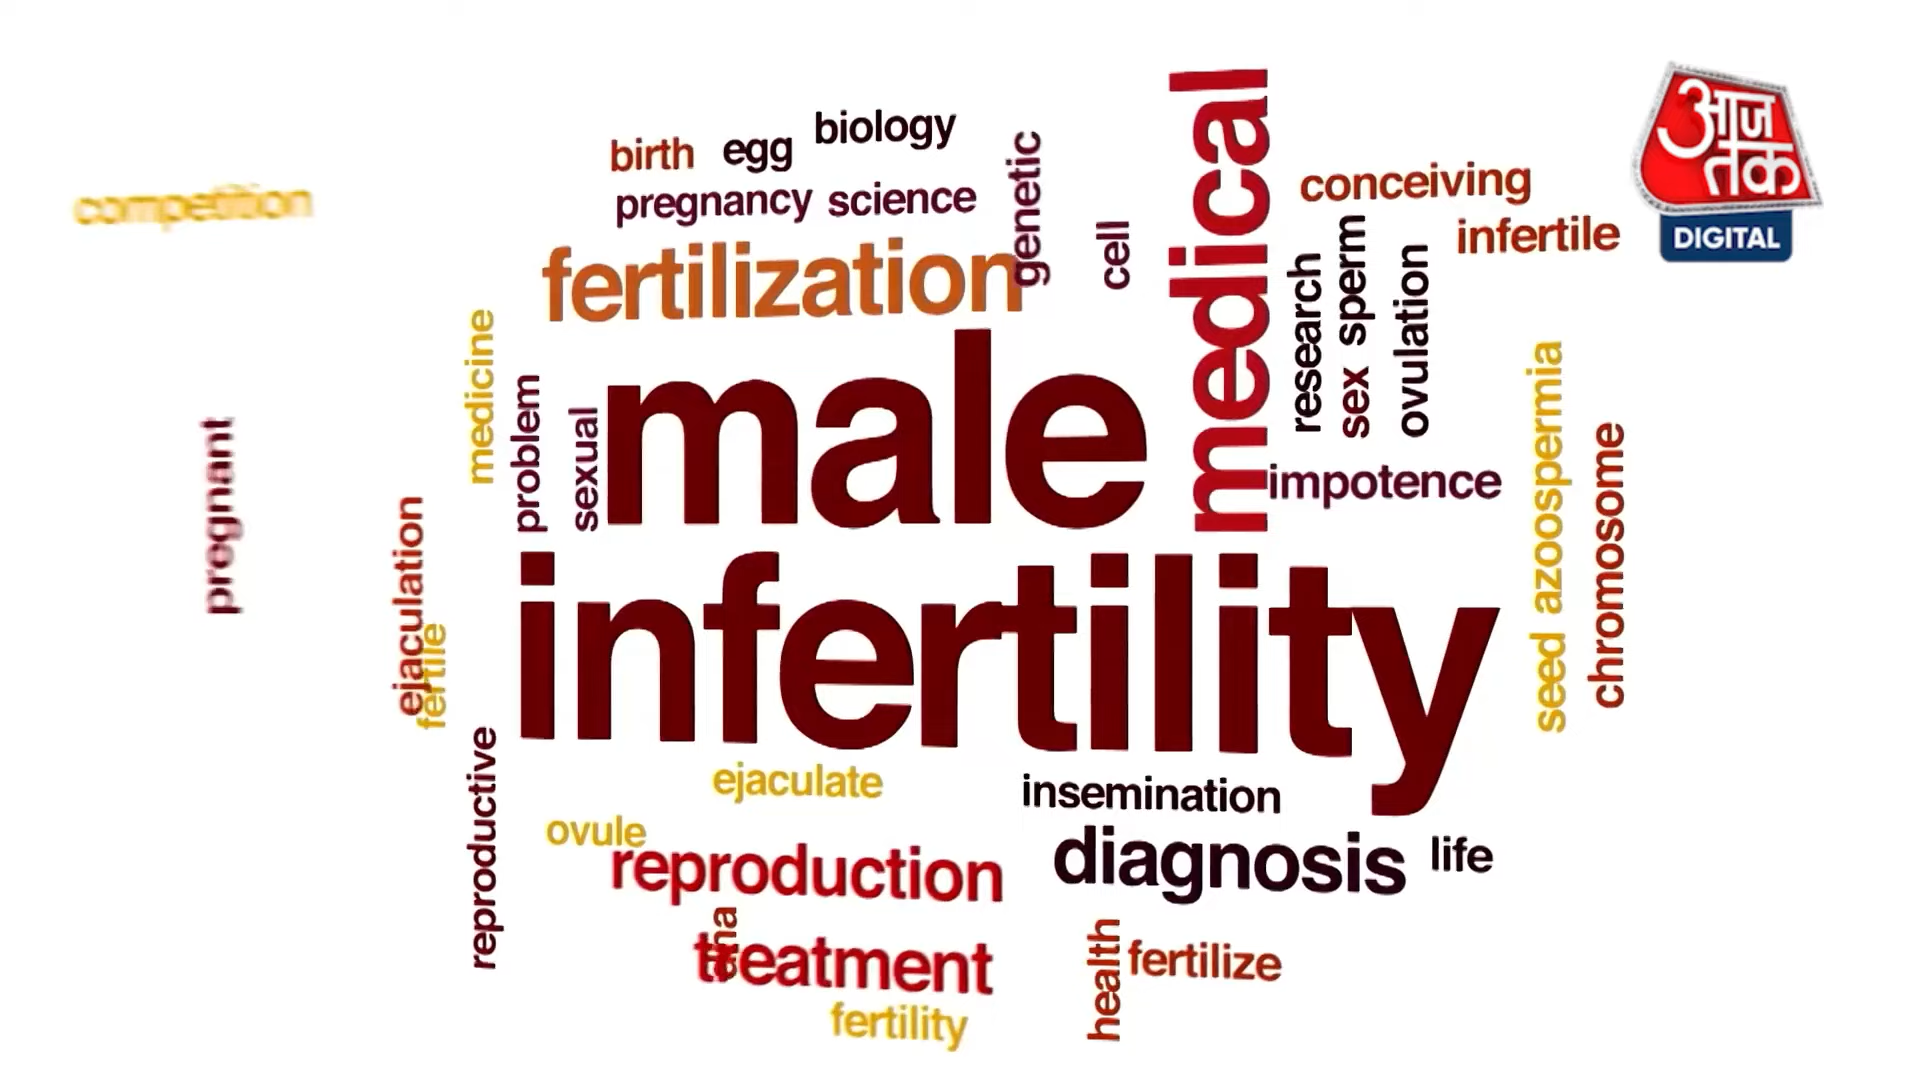 biology
birth
egg
pregnancy
science
genetic
cell
medical
conceiving
infertile
आज
तक
DIGITAL
competition
fertilization
research
sex
sperm
ovulation
medicine
problem
sexual
male
impotence
azoospermia
seed
chromosome
pregnant
ejaculation
fertile
infertility
reproductive
ejaculate
insemination
ovule
reproduction
diagnosis
life
treatment
health
fertilize
fertility